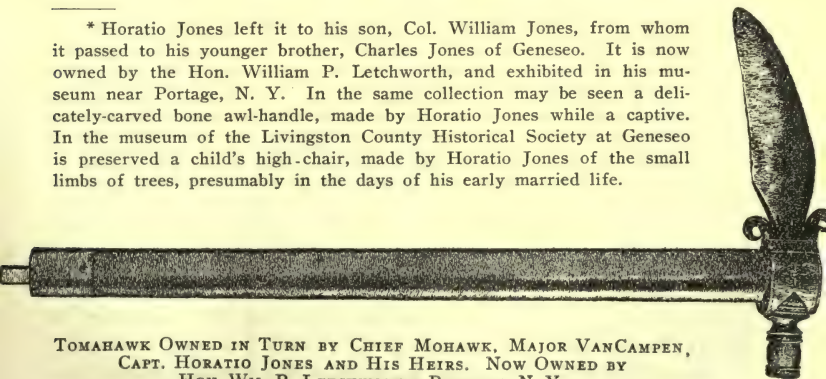 * Horatio Jones left it to his son, Col. William Jones, from whom
it passed to his younger brother, Charles Jones of Geneseo. It is now
owned by the Hon. William P. Letchworth, and exhibited in his mu-
seum near Portage, N. Y. In the same collection may be seen a deli-
cately-carved bone awl-handle, made by Horatio Jones while a captive.
In the museum of the Livingston County Historical Society at Geneseo
is preserved a child's high-chair, made by Horatio Jones of the small
limbs of trees, presumably in the days of his early married life.
TOMAHAWK OWNED IN TURN BY CHIEF MOHAWK, MAJOR VANCAMPEN,
CAPT. HORATIO JONES AND HIS HEIRS. NOW OWNED BY